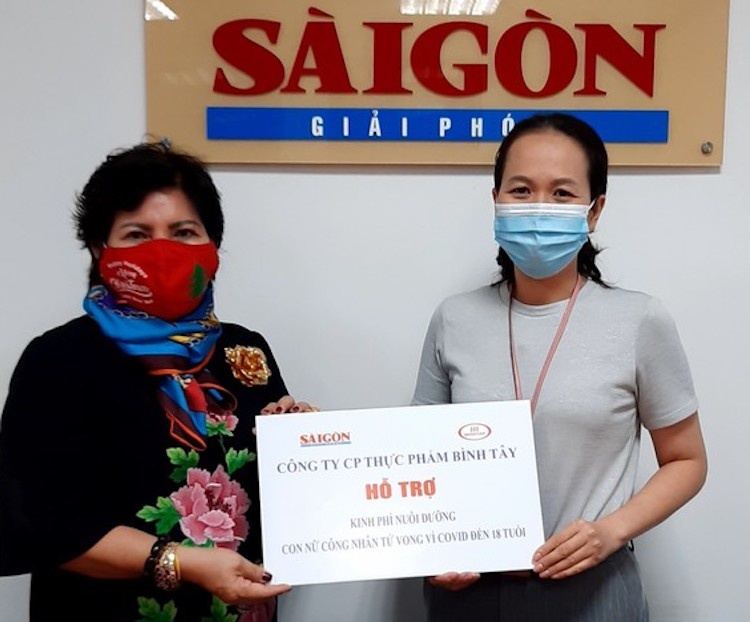 SÀIGÒN
GIẢI PHÓ
SÀIGÒN
CÔNG TY CP THỰC PHẨM BÌNH TÂY
HỖ TRỢ
KINH PHÍ NUÔI DƯỠNG
CON NỮ CÔNG NHÂN TỬ VONG VÌ COVID ĐẾN 18 TUỔI